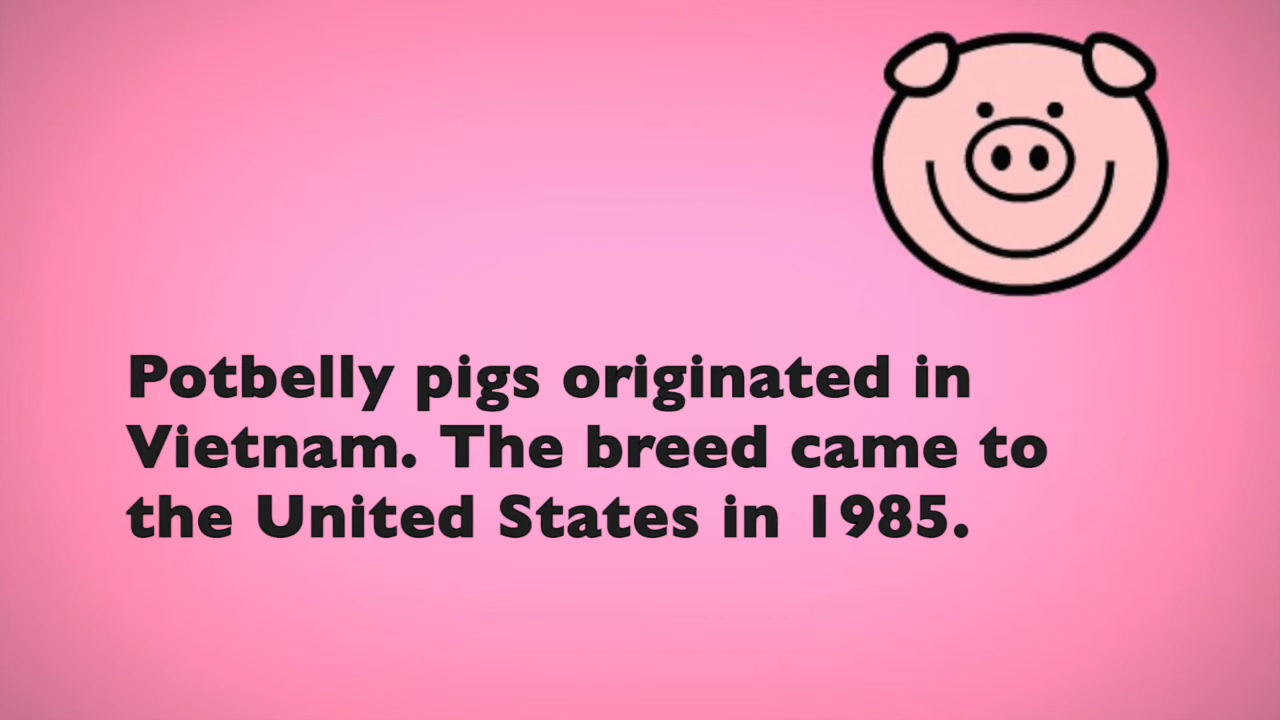 Potbelly pigs originated in
Vietnam. The breed came to
the United States in 1985.